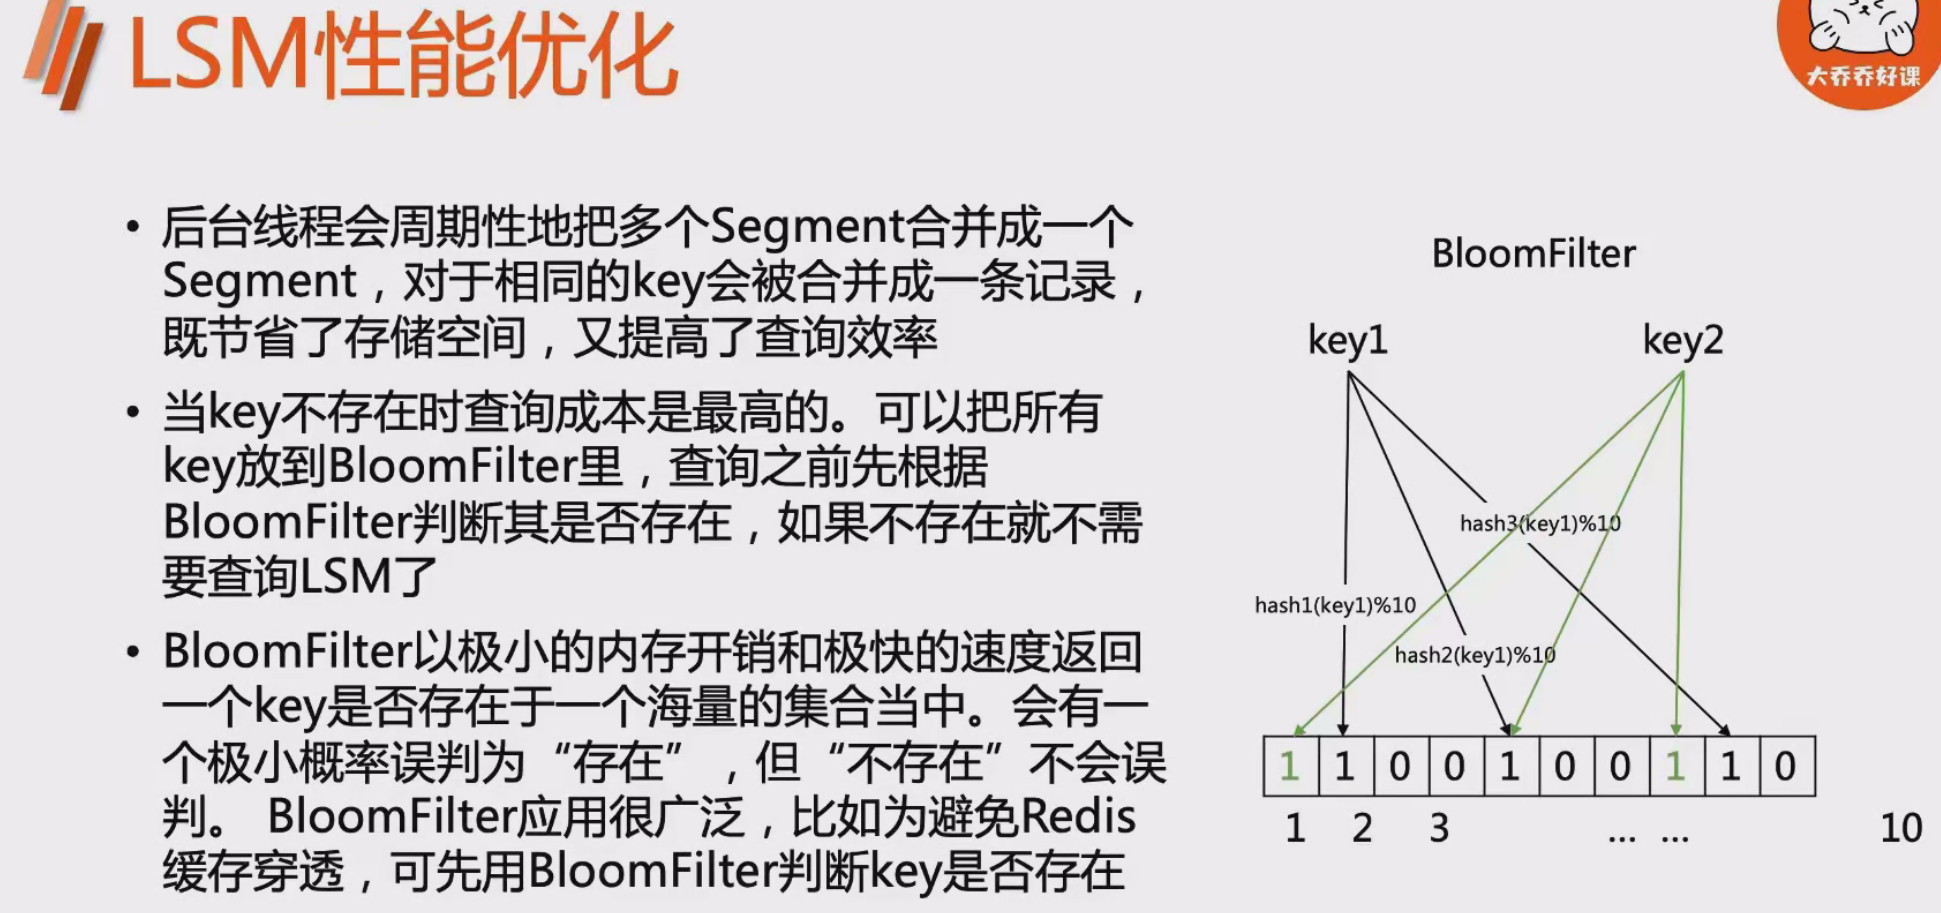 LSM性能优化
大乔乔好课
• 后台线程会周期性地把多个Segment合并成一个
Segment，对于相同的key会被合并成一条记录，
既节省了存储空间，又提高了查询效率
• 当key不存在时查询成本是最高的。可以把所有
key放到BloomFilter里，查询之前先根据
BloomFilter判断其是否存在，如果不存在就不需
要查询LSM了
• BloomFilter以极小的内存开销和极快的速度返回
一个key是否存在于一个海量的集合当中。会有一
个极小概率误判为“存在”，但“不存在”不会误
判。 BloomFilter应用很广泛，比如为避免Redis
缓存穿透，可先用BloomFilter判断key是否存在
BloomFilter
key1 key2
hash3(key1)%10
hash1(key1)%10
hash2(key1)%10
1 1 0 0 1 0 0 1 1 0
1 2 3 ... ... 10